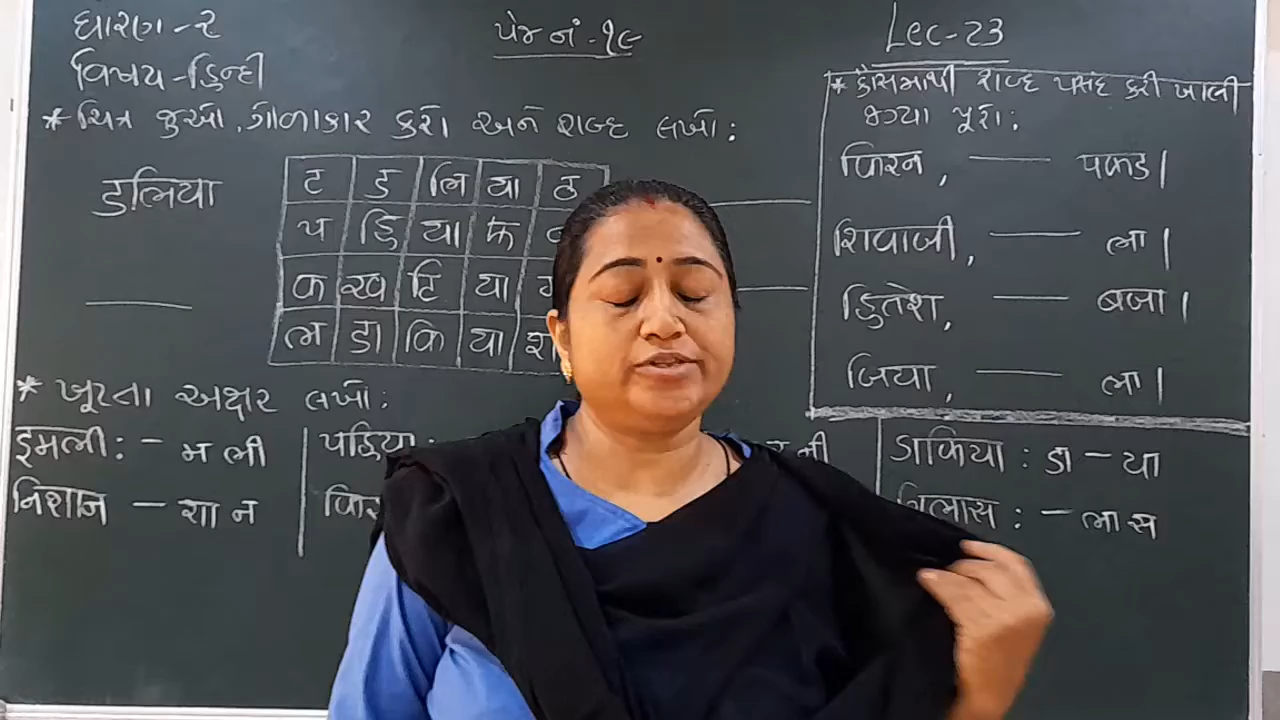 ધોરણ-૨
વિષય-હિન્દી
પેજ નં-૧૯
Lec-23
* ચિત્ર જુઓ, ગોળાકાર કરો અને શબ્દ લખો:
डलिया
ट ड लि या ठ
प हि या क
क ख टि या
भ डा कि या श
* કૌંસમાંથી શબ્દ પસંદ કરી ખાલી
જગ્યા પૂરો:
किरन, —— पकड।
शिवाजी, —— ला।
हितेश, —— बजा।
जिया, —— ला।
* ખૂટતા અક્ષર લખો:
इमली: - म ली
पहिया:
ली
डाकिया: डा - या
निशान - शा न
कि
लास: - ला स